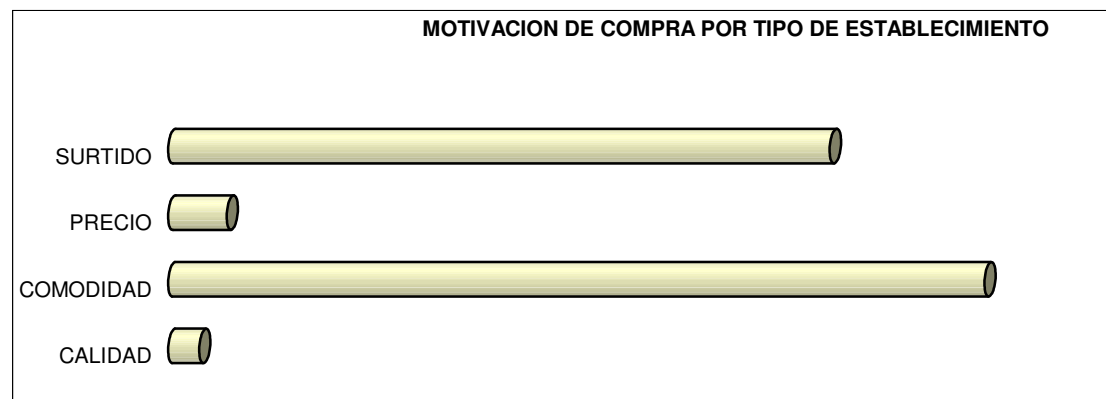 MOTIVACION DE COMPRA POR TIPO DE ESTABLECIMIENTO
SURTIDO
PRECIO
COMODIDAD
CALIDAD